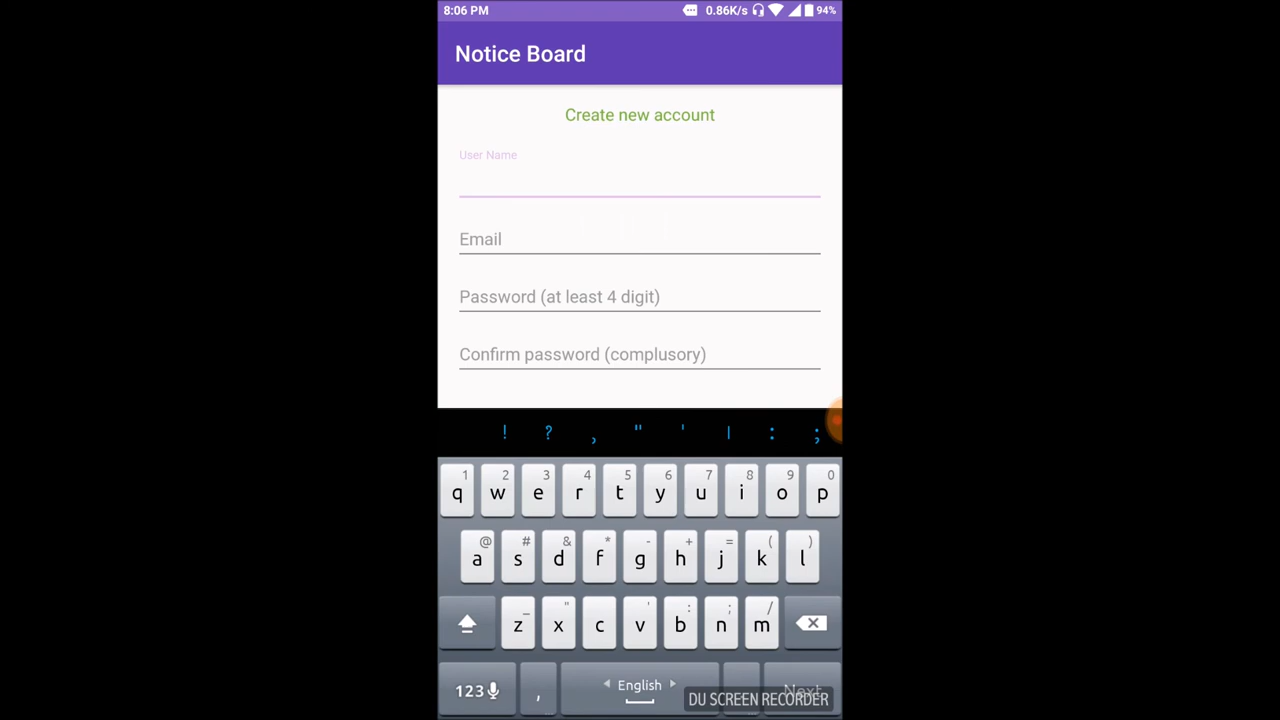 8:06 PM 0.86K/s 94%
Notice Board
Create new account
User Name
Email
Password (at least 4 digit)
Confirm password (complusory)
! ? , " ' | : ;
1 2 3 4 5 6 7 8 9 0
q w e r t y u i o p
@ # & * - + = ( )
a s d f g h j k l
_ " ' : ; /
z x c v b n m
123 , English Next
DU SCREEN RECORDER